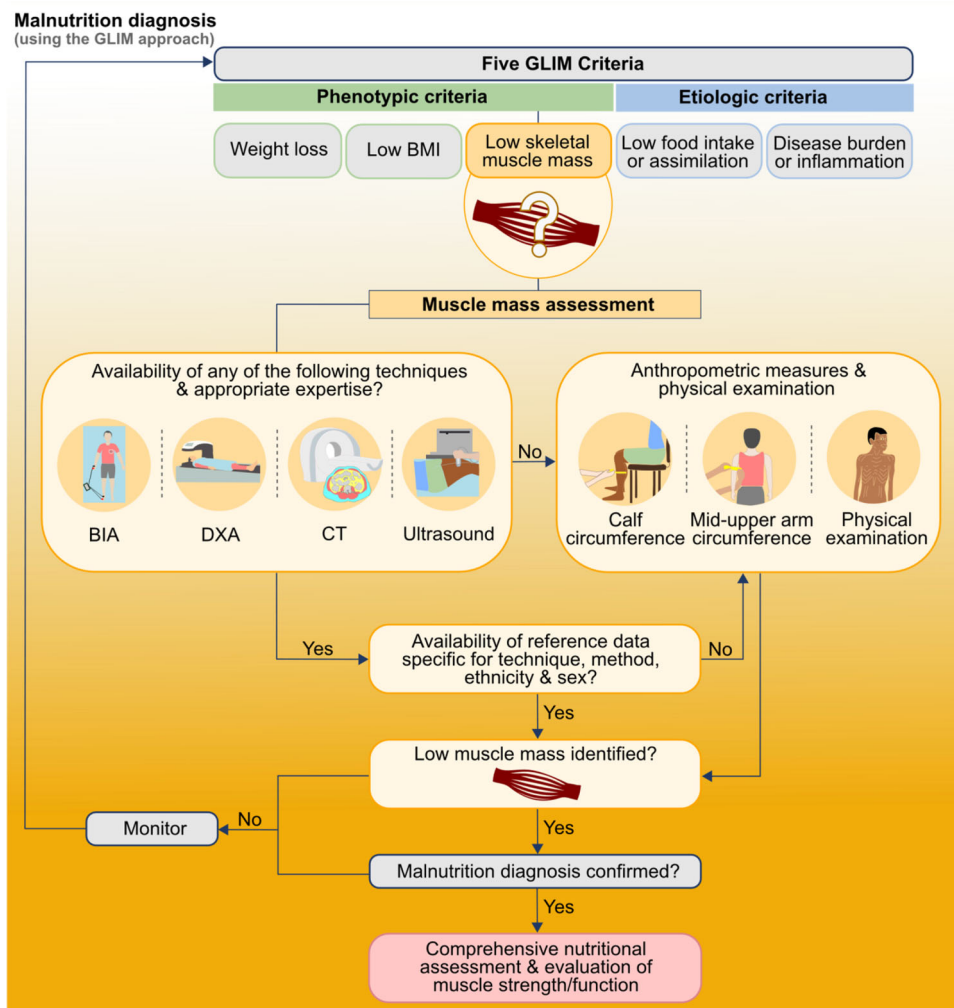 Malnutrition diagnosis
(using the GLIM approach)
Five GLIM Criteria
Phenotypic criteria
Etiologic criteria
Weight loss
Low BMI
Low skeletal
muscle mass
Low food intake
or assimilation
Disease burden
or inflammation
?
Muscle mass assessment
Availability of any of the following techniques
& appropriate expertise?
BIA
DXA
CT
Ultrasound
No
Anthropometric measures &
physical examination
Calf
circumference
Mid-upper arm
circumference
Physical
examination
Yes
Availability of reference data
specific for technique, method,
ethnicity & sex?
No
Yes
Low muscle mass identified?
No
Monitor
Yes
Malnutrition diagnosis confirmed?
Yes
Comprehensive nutritional
assessment & evaluation of
muscle strength/function